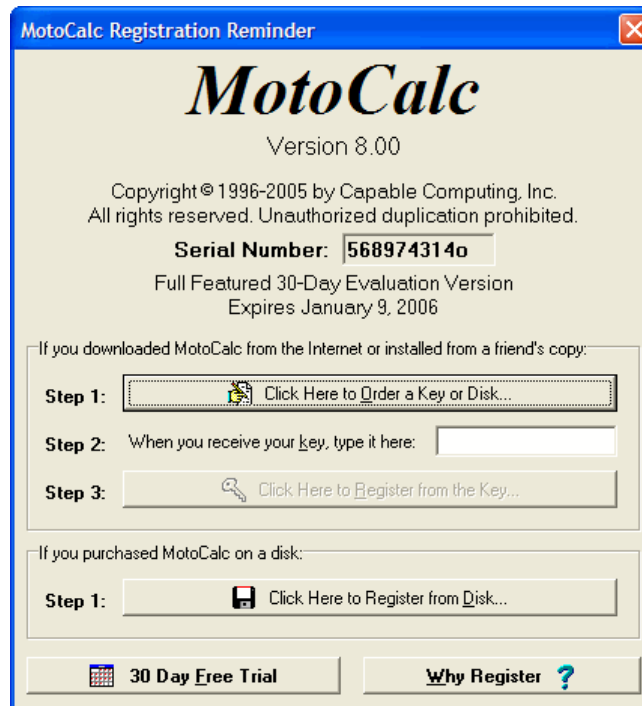 MotoCalc Registration Reminder
MotoCalc
Version 8.00
Copyright © 1996-2005 by Capable Computing, Inc.
All rights reserved. Unauthorized duplication prohibited.
Serial Number: 568974314o
Full Featured 30-Day Evaluation Version
Expires January 9, 2006
If you downloaded MotoCalc from the Internet or installed from a friend's copy:
Step 1: Click Here to Order a Key or Disk...
Step 2: When you receive your key, type it here:
Step 3: Click Here to Register from the Key...
If you purchased MotoCalc on a disk:
Step 1: Click Here to Register from Disk...
30 Day Free Trial Why Register ?